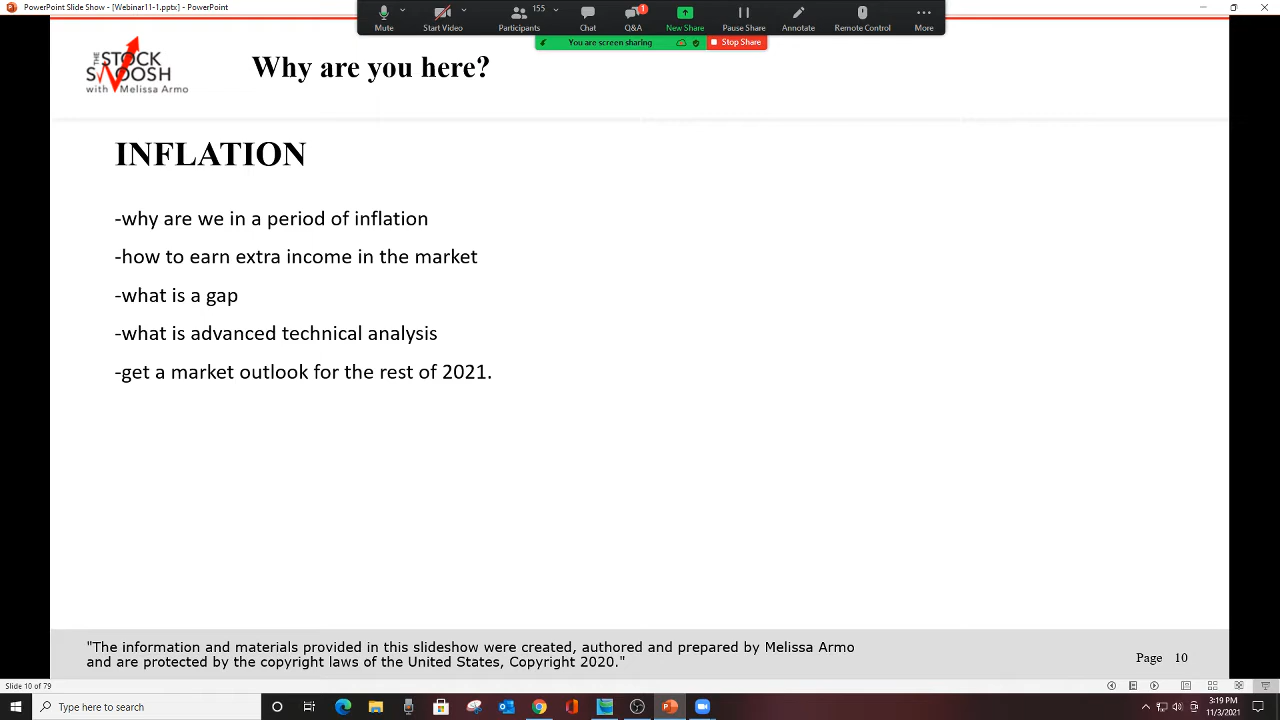 PowerPoint Slide Show - [Webinar11-1.pptx] - PowerPoint
155
1
Mute
Start Video
Participants
Chat
Q&A
New Share
Pause Share
Annotate
Remote Control
More
You are screen sharing
Stop Share
THE STOCK
SWOOSH
with Melissa Armo
Why are you here?
INFLATION
-why are we in a period of inflation
-how to earn extra income in the market
-what is a gap
-what is advanced technical analysis
-get a market outlook for the rest of 2021.
"The information and materials provided in this slideshow were created, authored and prepared by Melissa Armo
and are protected by the copyright laws of the United States, Copyright 2020."
Page 10
Slide 10 of 79
Type here to search
3:19 PM
11/3/2021